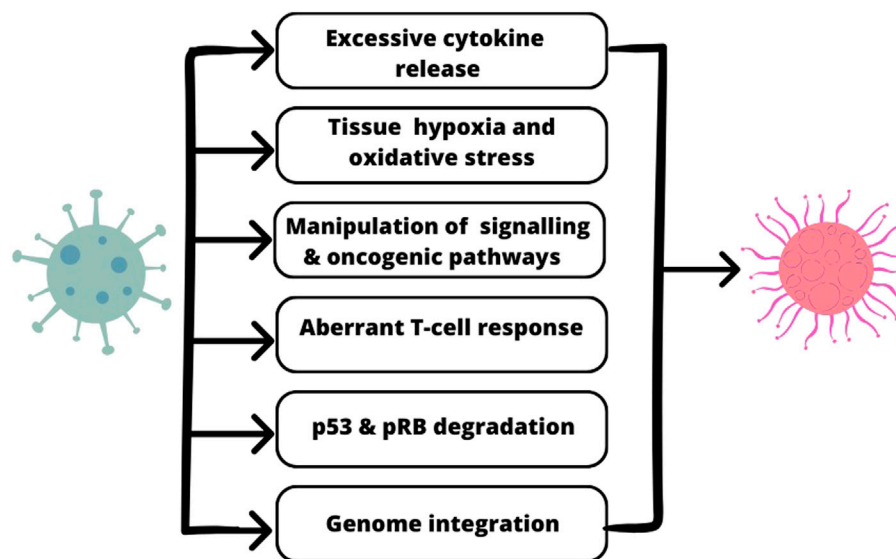 Excessive cytokine
release
Tissue hypoxia and
oxidative stress
Manipulation of signalling
& oncogenic pathways
Aberrant T-cell response
p53 & pRB degradation
Genome integration